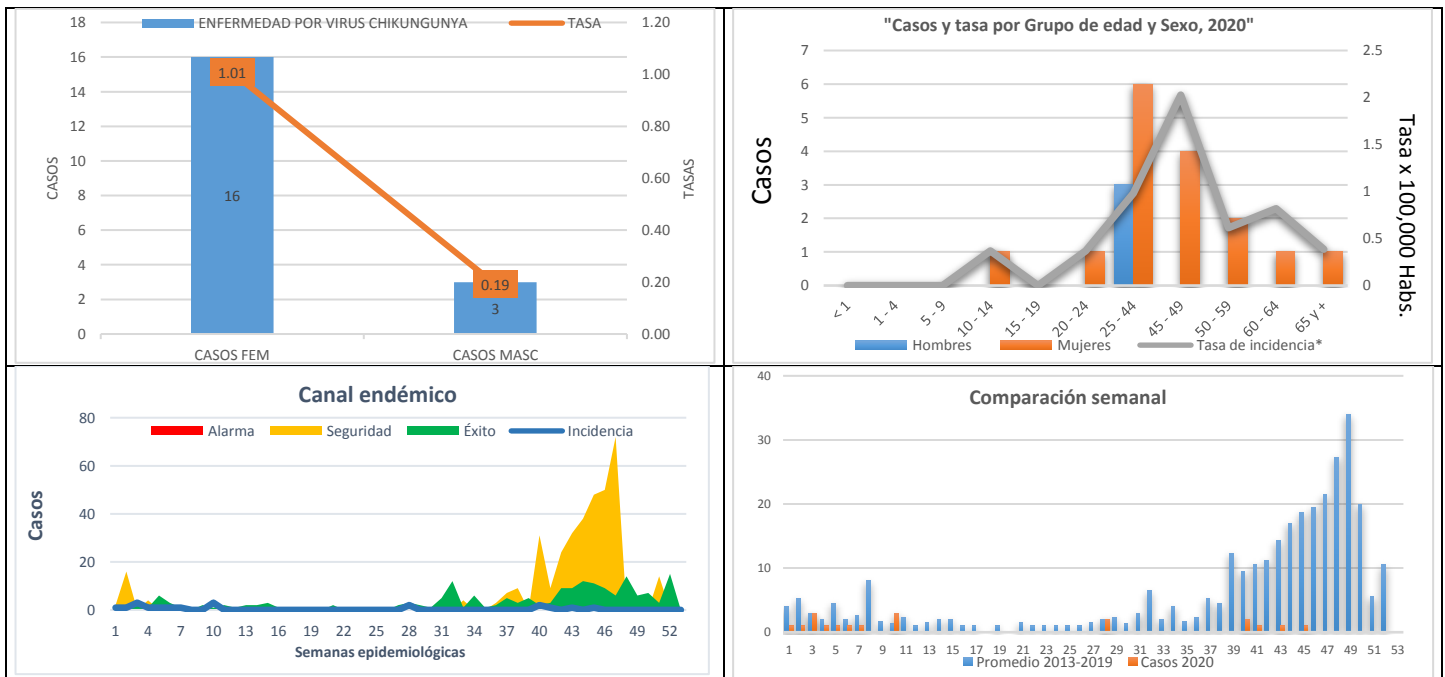 ENFERMEDAD POR VIRUS CHIKUNGUNYA TASA
18
16
14
12
10
8
6
4
2
0
CASOS
1.20
1.00
0.80
0.60
0.40
0.20
0.00
TASAS
1.01
16
0.19
3
CASOS FEM CASOS MASC
"Casos y tasa por Grupo de edad y Sexo, 2020"
7
6
5
4
3
2
1
0
Casos
2.5
2
1.5
1
0.5
0
Tasa x 100,000 Habs.
< 1 1 - 4 5 - 9 10 - 14 15 - 19 20 - 24 25 - 44 45 - 49 50 - 59 60 - 64 65 y +
Hombres Mujeres Tasa de incidencia*
Canal endémico
Alarma Seguridad Éxito Incidencia
80
60
40
20
0
Casos
1 4 7 10 13 16 19 22 25 28 31 34 37 40 43 46 49 52
Semanas epidemiológicas
Comparación semanal
40
30
20
10
0
1 3 5 7 9 11 13 15 17 19 21 23 25 27 29 31 33 35 37 39 41 43 45 47 49 51 53
Promedio 2013-2019 Casos 2020